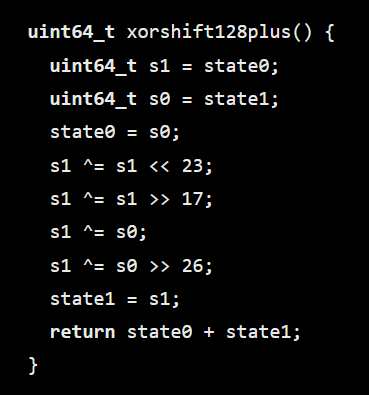 uint64_t xorshift128plus() {
  uint64_t s1 = state0;
  uint64_t s0 = state1;
  state0 = s0;
  s1 ^= s1 << 23;
  s1 ^= s1 >> 17;
  s1 ^= s0;
  s1 ^= s0 >> 26;
  state1 = s1;
  return state0 + state1;
}